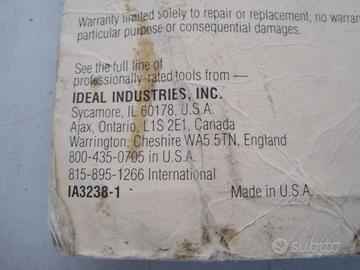 Warranty limited solely to repair or replacement; no warran
particular purpose or consequential damages.
See the full line of
professionally-rated tools from —
IDEAL INDUSTRIES, INC.
Sycamore, IL 60178, U.S.A.
Ajax, Ontario, L1S 2E1, Canada
Warrington, Cheshire WA5 5TN, England
800-435-0705 in U.S.A.
815-895-1266 International
IA3238-1 Made in U.S.A.
subito